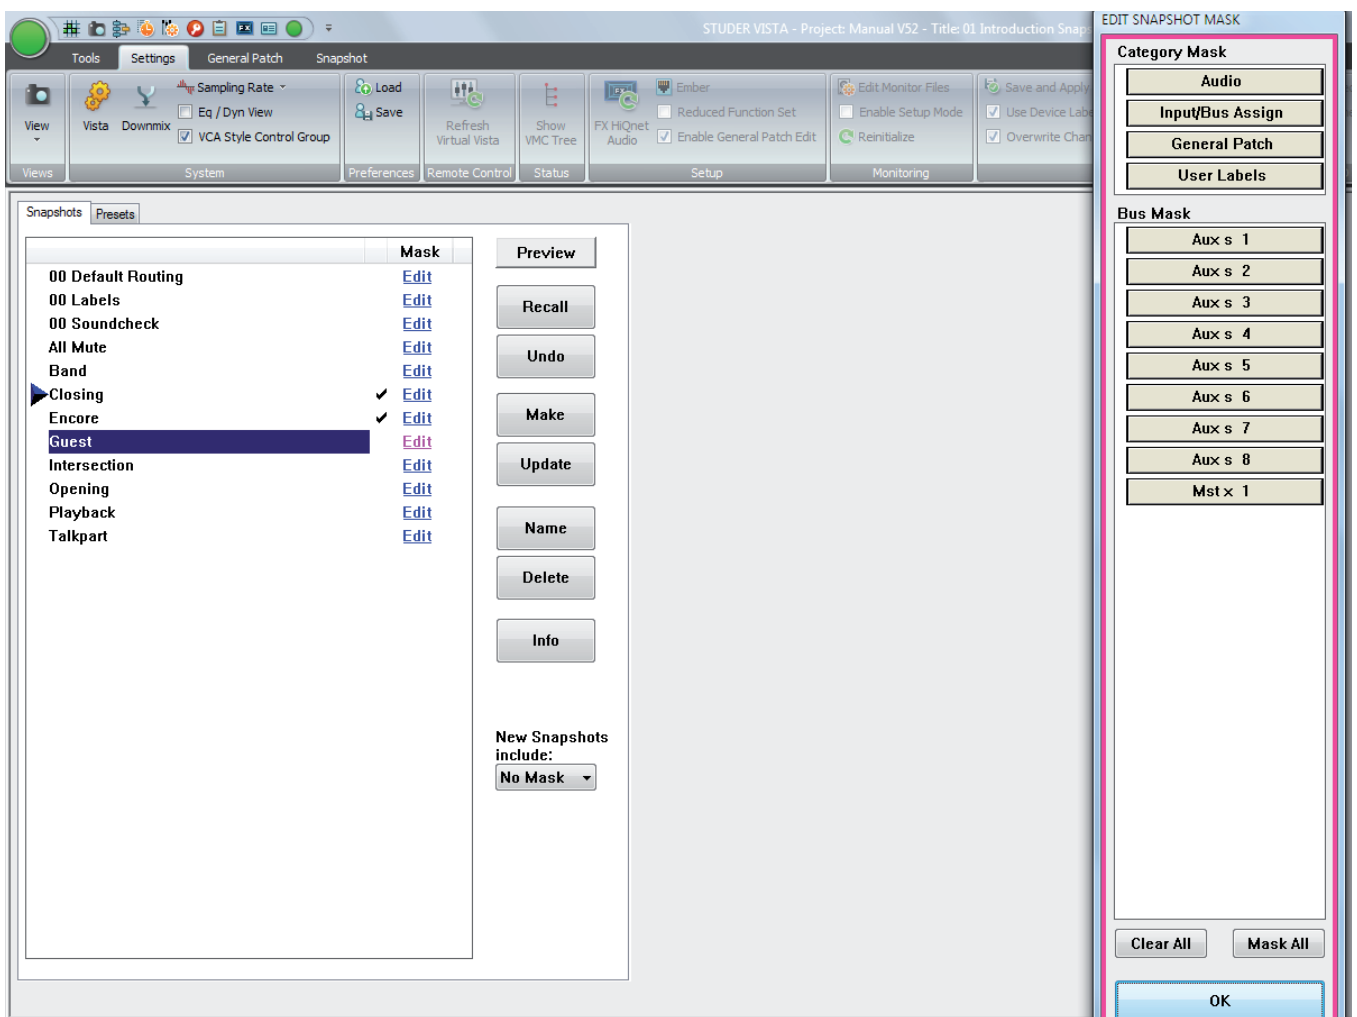 STUDER VISTA - Project: Manual V52 - Title: 01 Introduction Snaps
EDIT SNAPSHOT MASK
Tools Settings General Patch Snapshot
View
Vista
Downmix
Sampling Rate
Eq / Dyn View
VCA Style Control Group
Load
Save
Refresh
Virtual Vista
Show
VMC Tree
FX HiQnet
Audio
Ember
Reduced Function Set
Enable General Patch Edit
Edit Monitor Files
Enable Setup Mode
Reinitialize
Save and Apply
Use Device Labe
Overwrite Chan
Views System Preferences Remote Control Status Setup Monitoring
Snapshots Presets
Mask
00 Default Routing Edit
00 Labels Edit
00 Soundcheck Edit
All Mute Edit
Band Edit
Closing ✓ Edit
Encore ✓ Edit
Guest Edit
Intersection Edit
Opening Edit
Playback Edit
Talkpart Edit
Preview
Recall
Undo
Make
Update
Name
Delete
Info
New Snapshots
include:
No Mask
Category Mask
Audio
Input/Bus Assign
General Patch
User Labels
Bus Mask
Aux s 1
Aux s 2
Aux s 3
Aux s 4
Aux s 5
Aux s 6
Aux s 7
Aux s 8
Mst x 1
Clear All Mask All
OK